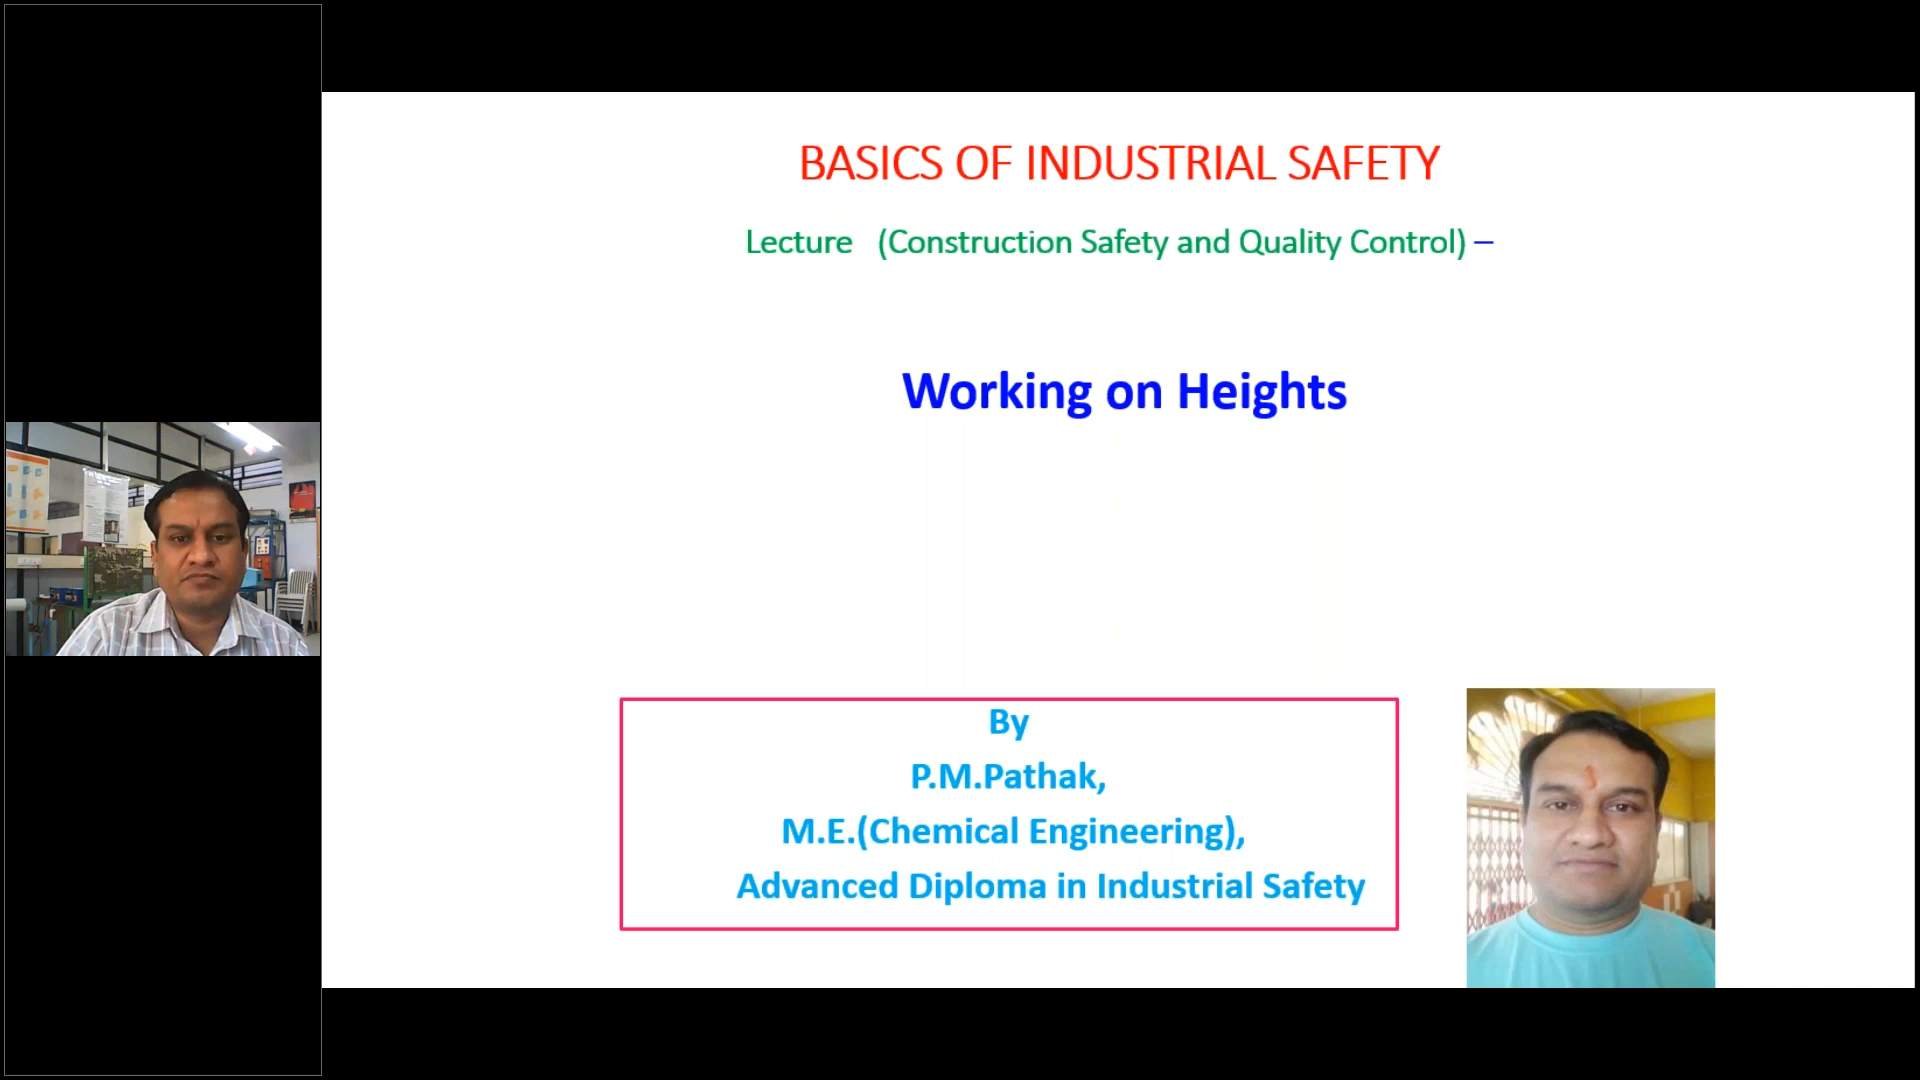 BASICS OF INDUSTRIAL SAFETY
Lecture (Construction Safety and Quality Control) –
Working on Heights
By
P.M.Pathak,
M.E.(Chemical Engineering),
Advanced Diploma in Industrial Safety